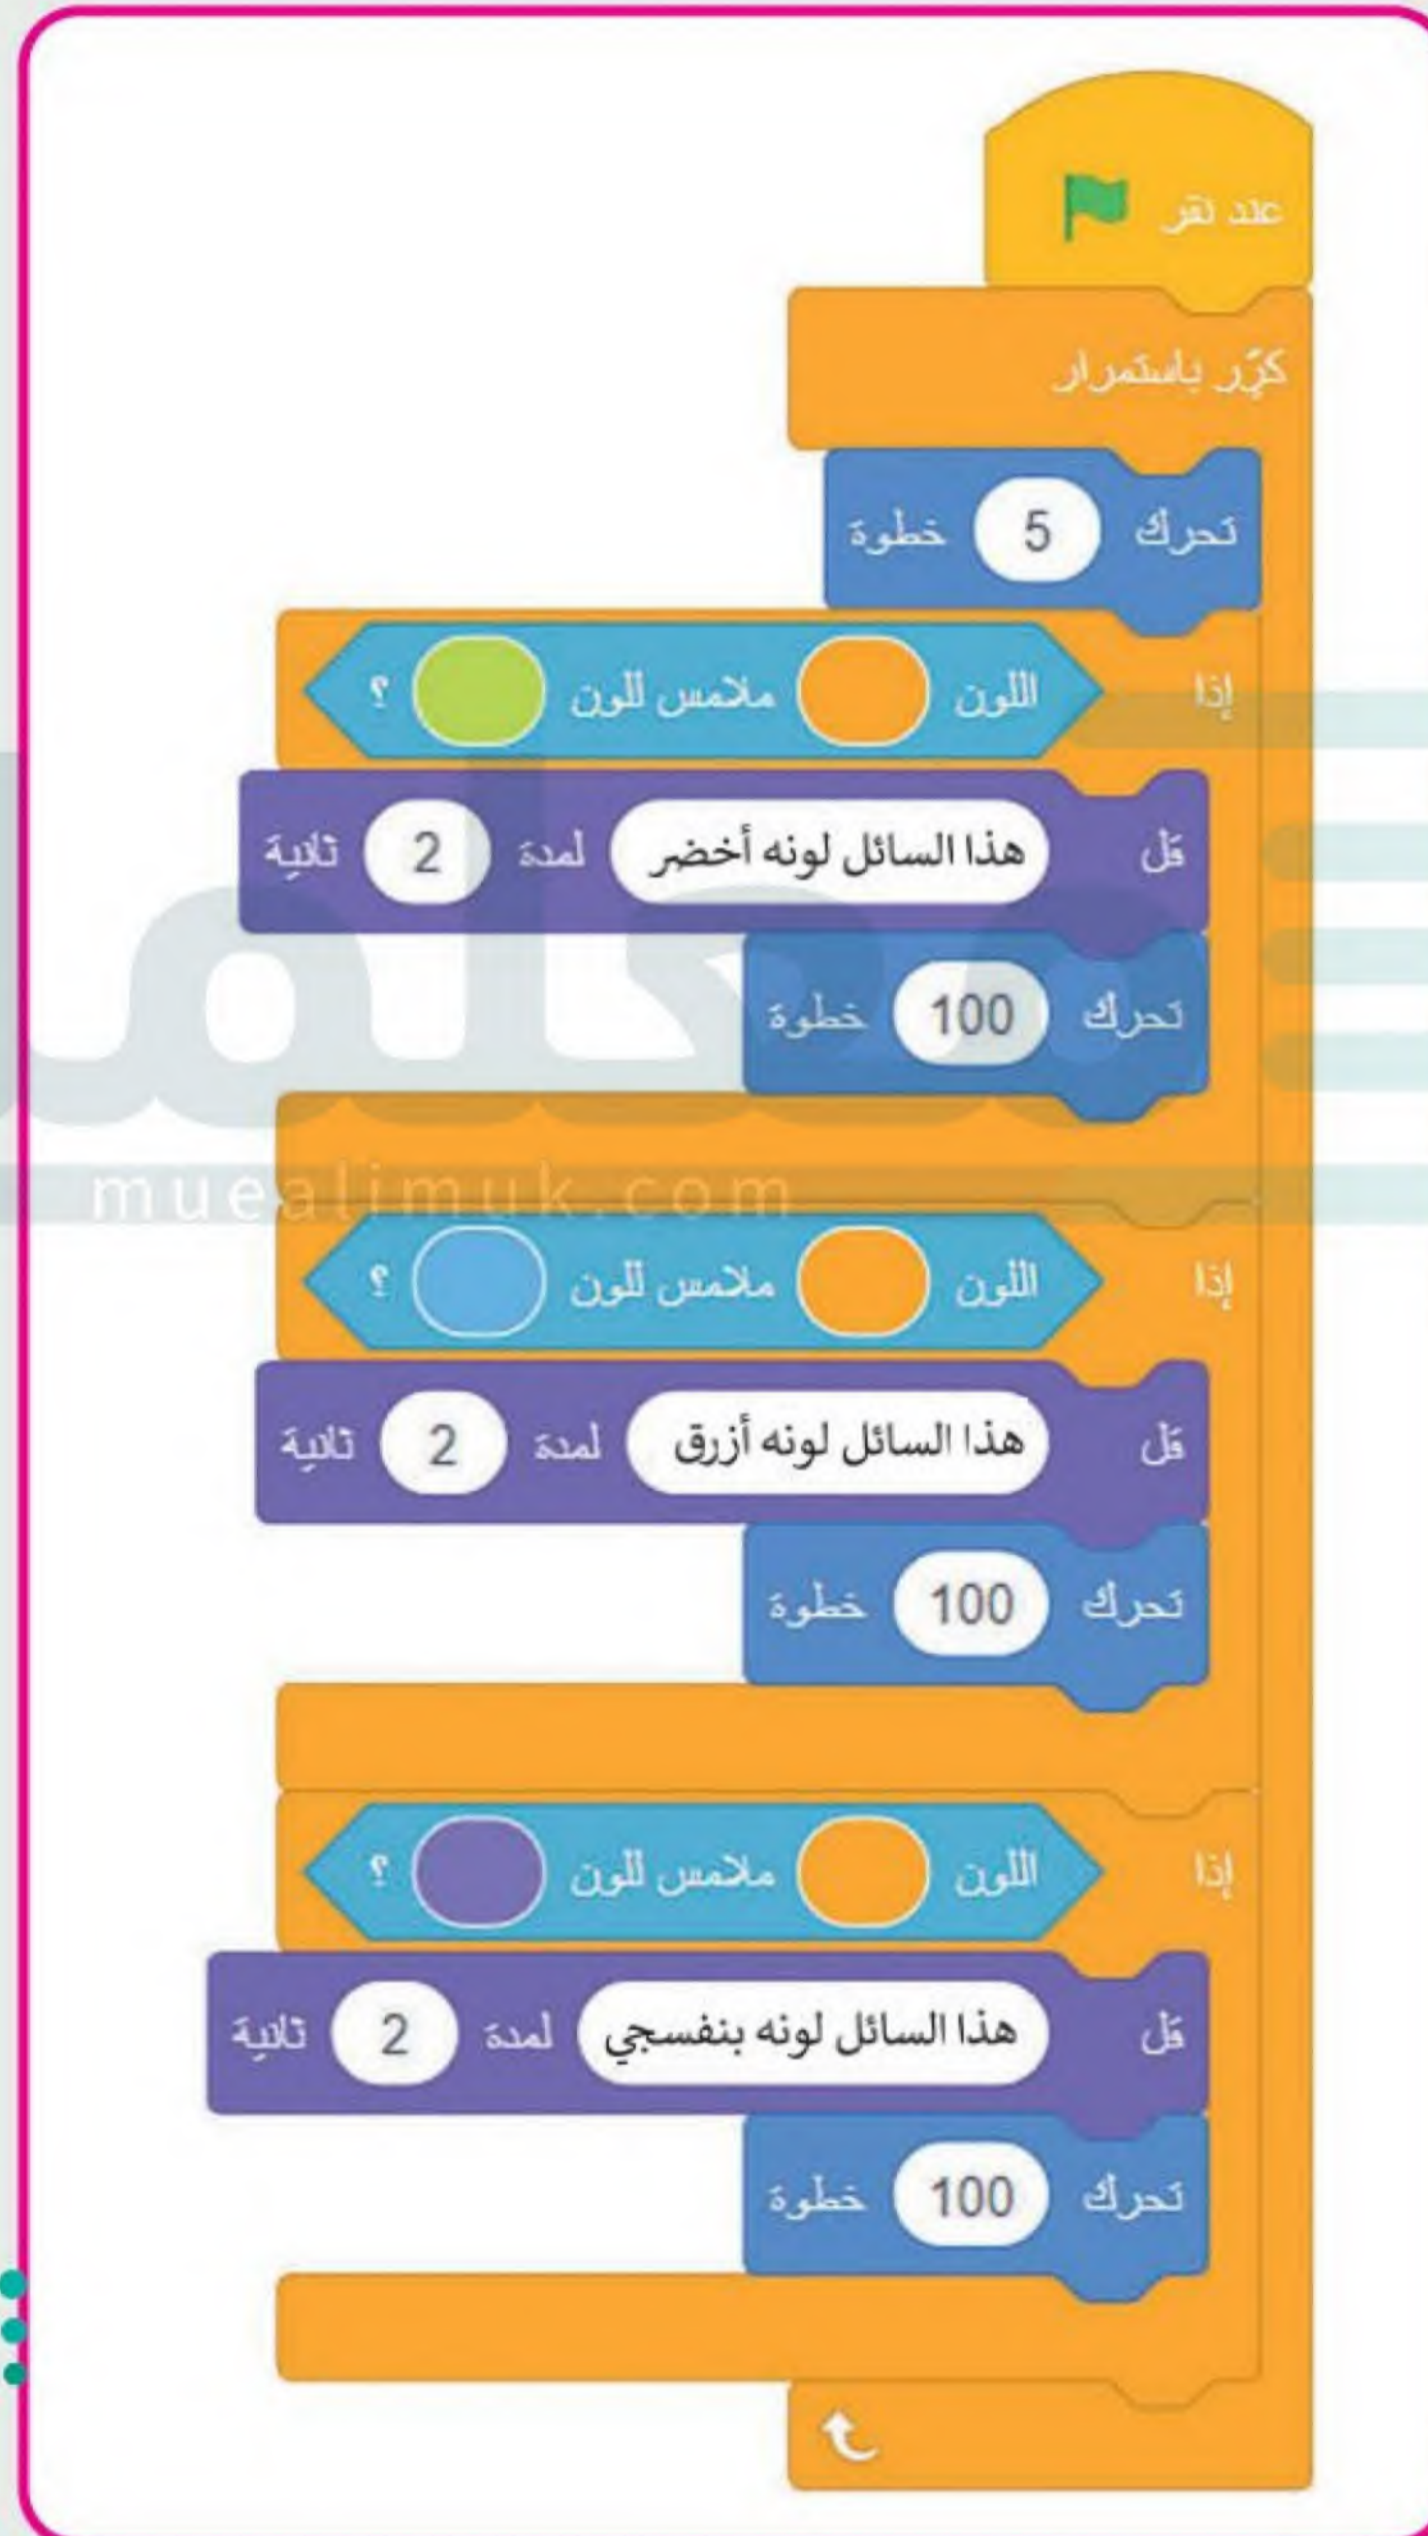 عند نقر
كرّر باستمرار
تحرك 5 خطوة
إذا اللون ملامس للون ؟
قل هذا السائل لونه أخضر لمدة 2 ثانية
تحرك 100 خطوة
muealimuk.com
إذا اللون ملامس للون ؟
قل هذا السائل لونه أزرق لمدة 2 ثانية
تحرك 100 خطوة
إذا اللون ملامس للون ؟
قل هذا السائل لونه بنفسجي لمدة 2 ثانية
تحرك 100 خطوة